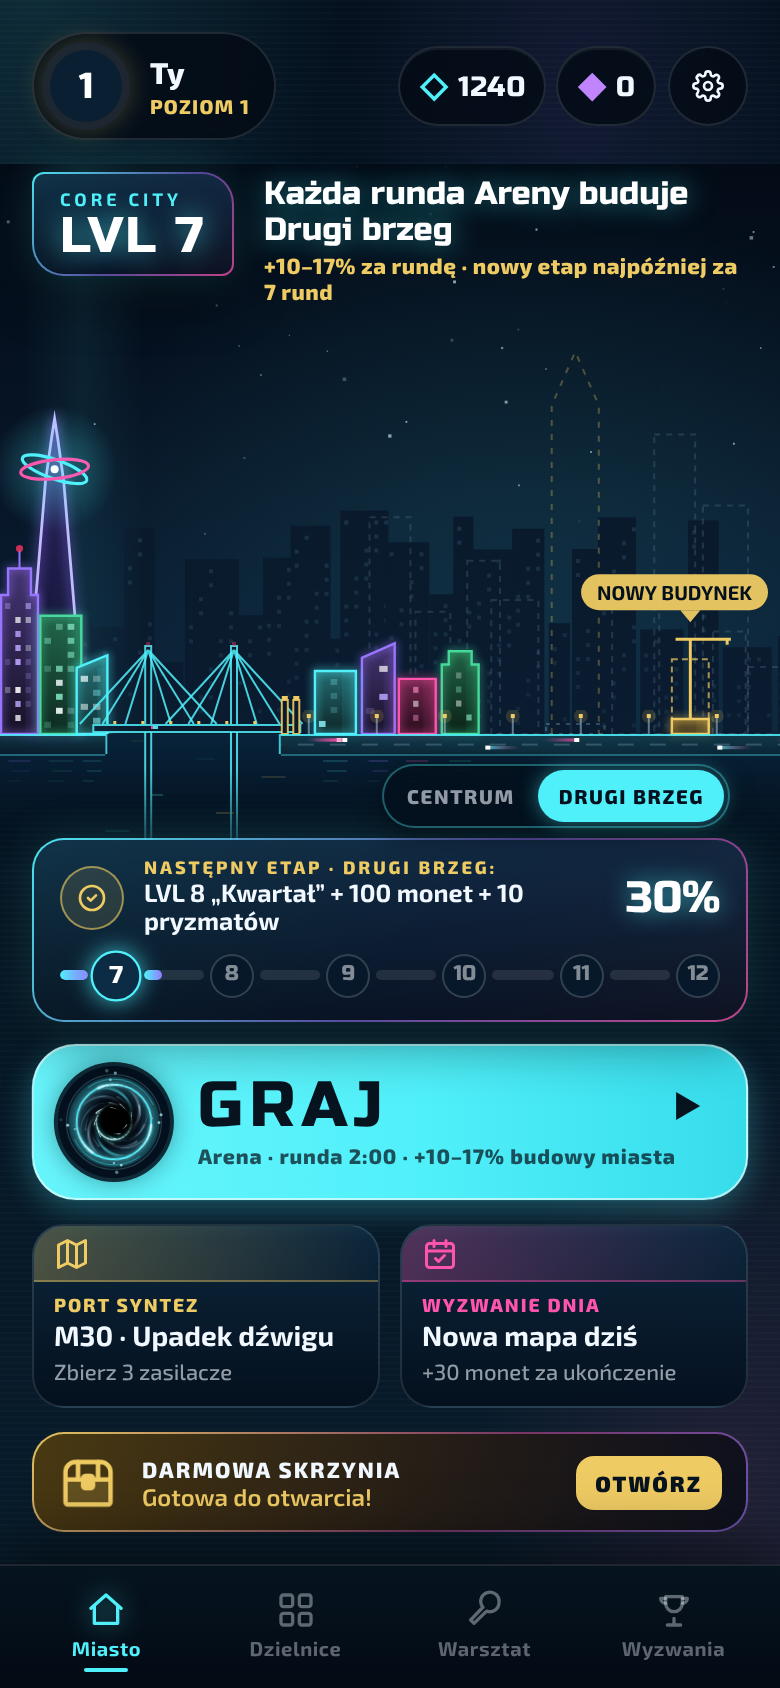 1
Ty
POZIOM 1
1240
0
CORE CITY
LVL 7
Każda runda Areny buduje
Drugi brzeg
+10–17% za rundę · nowy etap najpóźniej za
7 rund
NOWY BUDYNEK
CENTRUM
DRUGI BRZEG
NASTĘPNY ETAP · DRUGI BRZEG:
LVL 8 „Kwartał” + 100 monet + 10
pryzmatów
30%
7
8
9
10
11
12
GRAJ
Arena · runda 2:00 · +10–17% budowy miasta
PORT SYNTEZ
M30 · Upadek dźwigu
Zbierz 3 zasilacze
WYZWANIE DNIA
Nowa mapa dziś
+30 monet za ukończenie
DARMOWA SKRZYNIA
Gotowa do otwarcia!
OTWÓRZ
Miasto
Dzielnice
Warsztat
Wyzwania